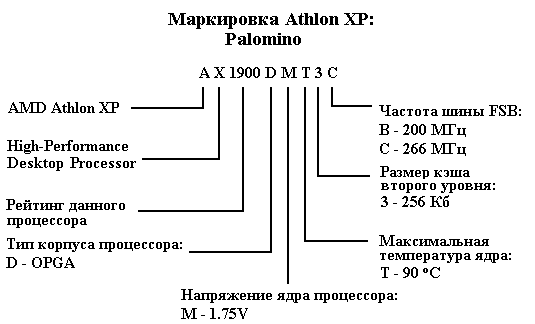 Маркировка Athlon XP:
Palomino
A X 1900 D M T 3 C
AMD Athlon XP
High-Performance
Desktop Processor
Рейтинг данного
процессора
Тип корпуса процессора:
D - OPGA
Напряжение ядра процессора:
M - 1.75V
Частота шины FSB:
B - 200 МГц
C - 266 МГц
Размер кэша
второго уровня:
3 - 256 Кб
Максимальная
температура ядра:
T - 90 °C